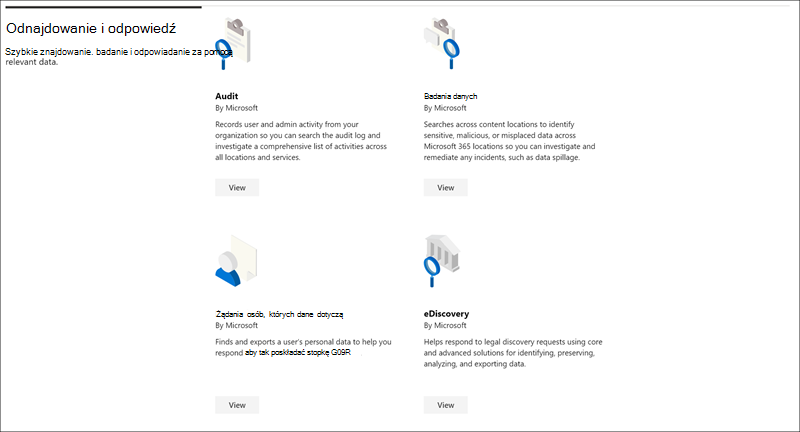 Odnajdowanie i odpowiedź
Szybkie znajdowanie. badanie i odpowiadanie za pomocą
relevant data.
Audit
By Microsoft
Records user and admin activity from your
organization so you can search the audit log and
investigate a comprehensive list of activities across
all locations and services.
View
Badania danych
By Microsoft
Searches across content locations to identify
sensitive, malicious, or misplaced data across
Microsoft 365 locations so you can investigate and
remediate any incidents, such as data spillage.
View
Żądania osób, których dane dotyczą
By Microsoft
Finds and exports a user's personal data to help you
respond aby tak poskładać stopkę G09R
View
eDiscovery
By Microsoft
Helps respond to legal discovery requests using core
and advanced solutions for identifying, preserving,
analyzing, and exporting data.
View